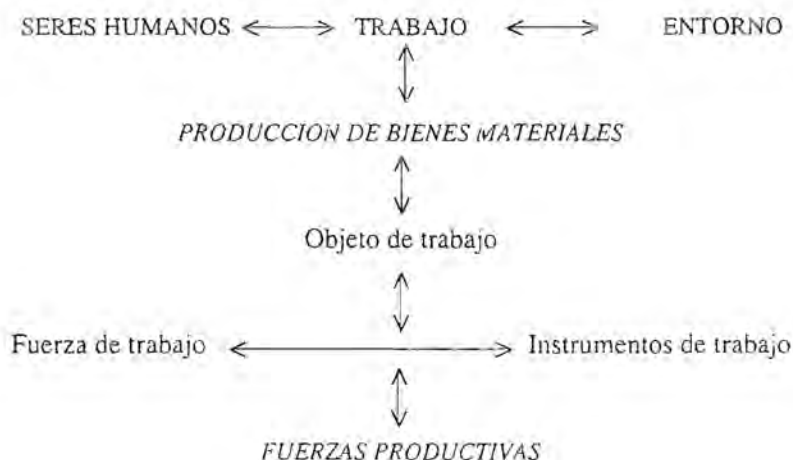 SERES HUMANOS TRABAJO ENTORNO
PRODUCCION DE BIENES MATERIALES
Objeto de trabajo
Fuerza de trabajo Instrumentos de trabajo
FUERZAS PRODUCTIVAS